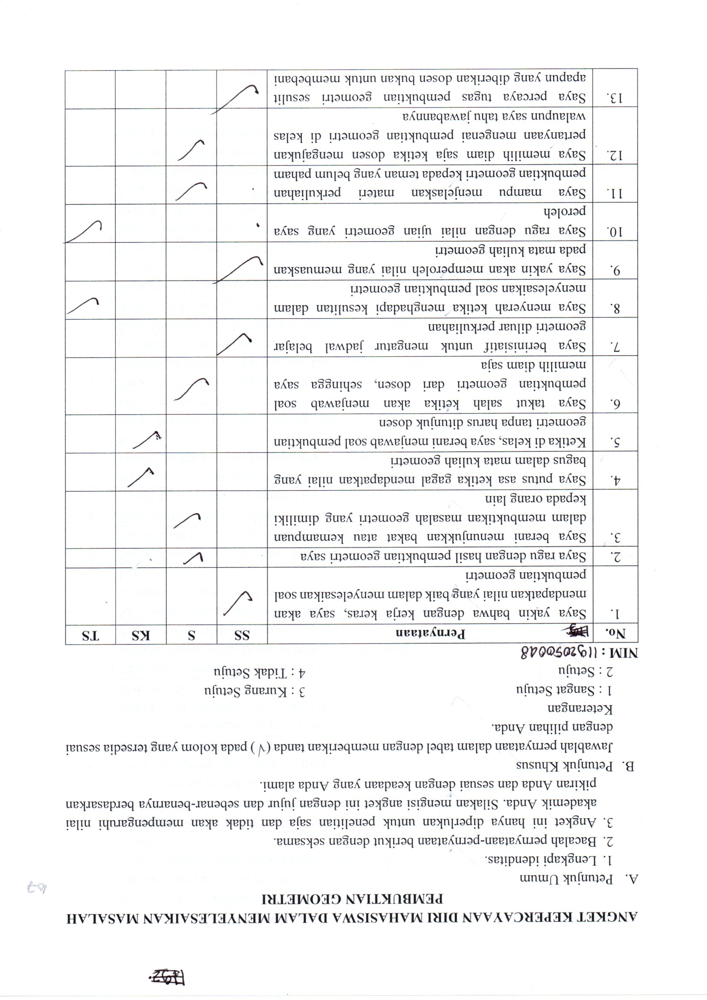 ANGKET KEPERCAYAAN DIRI MAHASISWA DALAM MENYELESAIKAN MASALAH
PEMBUKTIAN GEOMETRI
A. Petunjuk Umum
1. Lengkapi idenditas.
2. Bacalah pernyataan-pernyataan berikut dengan seksama.
3. Angket ini hanya diperlukan untuk penelitian saja dan tidak akan mempengaruhi nilai
akademik Anda. Silakan mengisi angket ini dengan jujur dan sebenar-benarnya berdasarkan
pikiran Anda dan sesuai dengan keadaan yang Anda alami.
B. Petunjuk Khusus
Jawablah pernyataan dalam tabel dengan memberikan tanda (√) pada kolom yang tersedia sesuai
dengan pilihan Anda.
Keterangan
1 : Sangat Setuju 3 : Kurang Setuju
2 : Setuju 4 : Tidak Setuju
NIM : 1192050048
No. Pernyataan SS S KS TS
1. Saya yakin bahwa dengan kerja keras, saya akan
mendapatkan nilai yang baik dalam menyelesaikan soal
pembuktian geometri
2. Saya ragu dengan hasil pembuktian geometri saya
3. Saya berani menunjukkan bakat atau kemampuan
dalam membuktikan masalah geometri yang dimiliki
kepada orang lain
4. Saya putus asa ketika gagal mendapatkan nilai yang
bagus dalam mata kuliah geometri
5. Ketika di kelas, saya berani menjawab soal pembuktian
geometri tanpa harus ditunjuk dosen
6. Saya takut salah ketika akan menjawab soal
pembuktian geometri dari dosen, sehingga saya
memilih diam saja
7. Saya berinisiatif untuk mengatur jadwal belajar
geometri diluar perkuliahan
8. Saya menyerah ketika menghadapi kesulitan dalam
menyelesaikan soal pembuktian geometri
9. Saya yakin akan memperoleh nilai yang memuaskan
pada mata kuliah geometri
10. Saya ragu dengan nilai ujian geometri yang saya
peroleh
11. Saya mampu menjelaskan materi perkuliahan
pembuktian geometri kepada teman yang belum paham
12. Saya memilih diam saja ketika dosen mengajukan
pertanyaan mengenai pembuktian geometri di kelas
walaupun saya tahu jawabannya
13. Saya percaya tugas pembuktian geometri sesulit
apapun yang diberikan dosen bukan untuk membebani